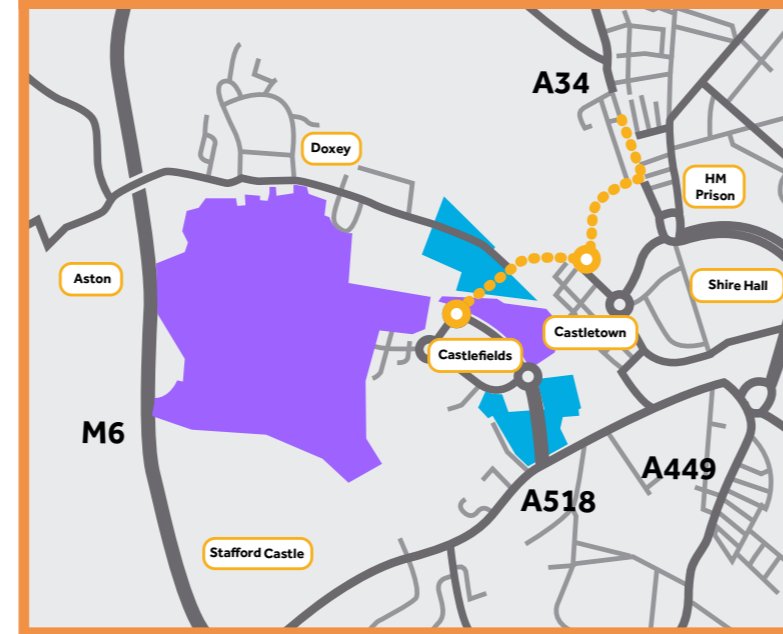 A34
Doxey
HM
Prison
Aston
Shire Hall
Castletown
Castlefields
M6
A449
A518
Stafford Castle